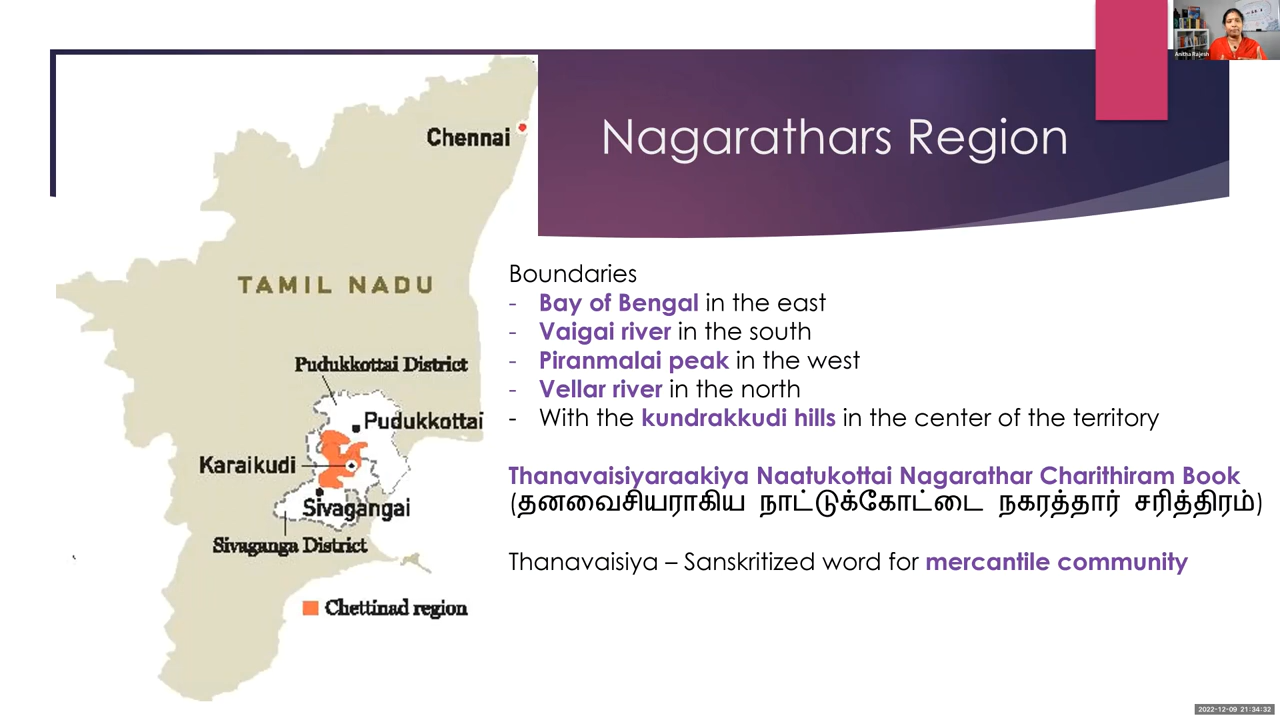 Anitha Rajesh
Nagarathars Region
Chennai
TAMIL NADU
Pudukkottai District
Pudukkottai
Karaikudi
Sivagangai
Sivaganga District
Chettinad region
Boundaries
- Bay of Bengal in the east
- Vaigai river in the south
- Piranmalai peak in the west
- Vellar river in the north
- With the kundrakkudi hills in the center of the territory
Thanavaisiyaraakiya Naatukottai Nagarathar Charithiram Book
(தனவைசியராகிய நாட்டுக்கோட்டை நகரத்தார் சரித்திரம்)
Thanavaisiya – Sanskritized word for mercantile community
2022-12-09 21:34:32